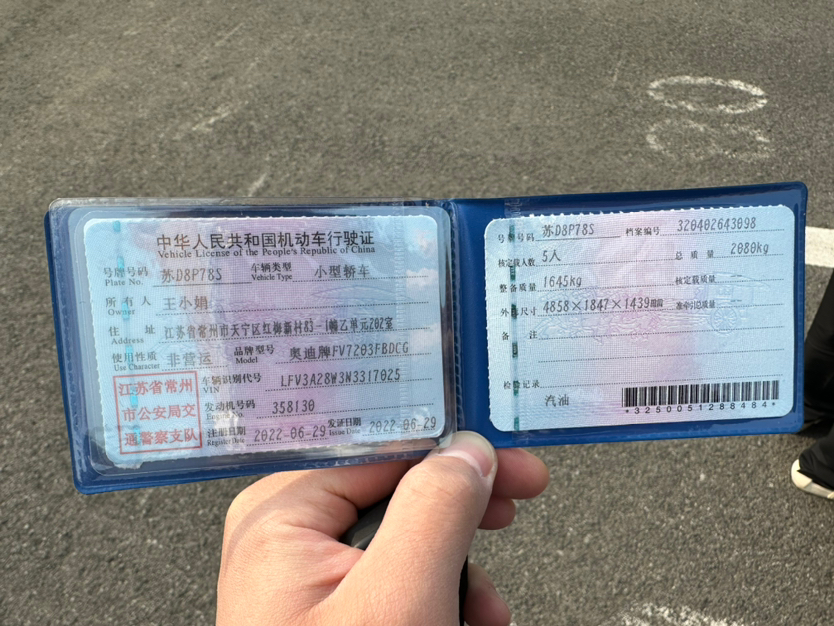 中华人民共和国机动车行驶证
Vehicle License of the People's Republic of China
号牌号码 苏D8P78S 车辆类型 小型轿车
Plate No. Vehicle Type
所有人 王小娟
Owner
住址 江苏省常州市天宁区红梅新村83-1幢乙单元202室
Address
使用性质 非营运 品牌型号 奥迪牌FV7203FBDCG
Use Character Model
江苏省常州
市公安局交
通警察支队
车辆识别代号 LFV3A28W3N3317025
VIN
发动机号码 358130
Engine No.
注册日期 2022-06-29 发证日期 2022-06-29
Register Date Issue Date
号牌号码 苏D8P78S 档案编号 320402643098
核定载人数 5人 总质量 2080kg
整备质量 1645kg 核定载质量
外廓尺寸 4858×1847×1439mm 准牵引总质量
备注
检验记录
汽油
*3250051288484*